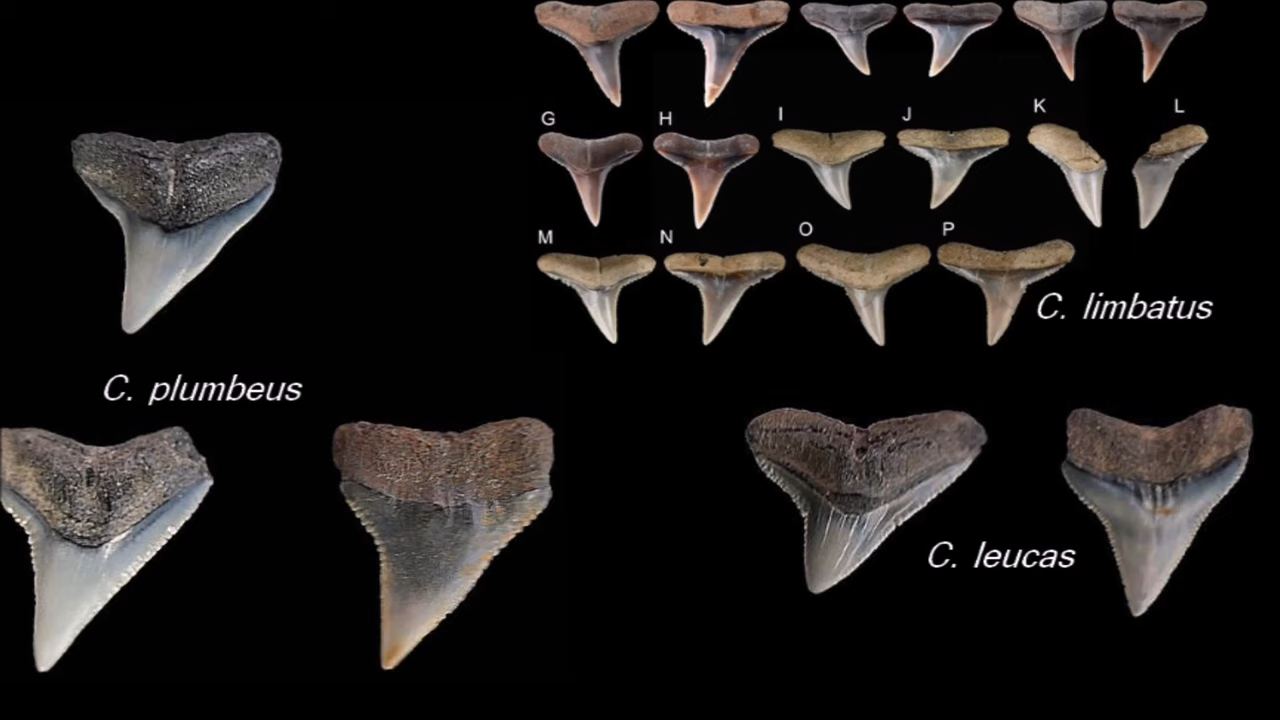 G H I J K L
M N O P
C. limbatus
C. plumbeus
C. leucas